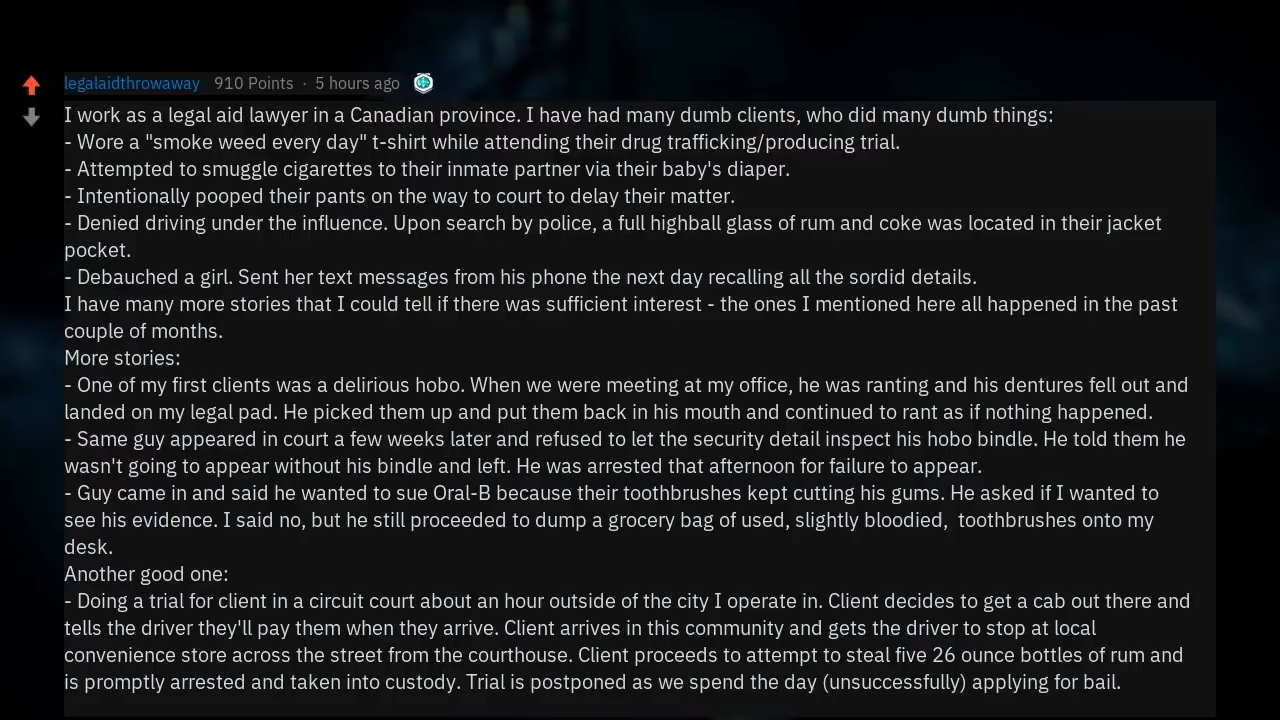 legalaidthrowaway 910 Points · 5 hours ago
I work as a legal aid lawyer in a Canadian province. I have had many dumb clients, who did many dumb things:
- Wore a "smoke weed every day" t-shirt while attending their drug trafficking/producing trial.
- Attempted to smuggle cigarettes to their inmate partner via their baby's diaper.
- Intentionally pooped their pants on the way to court to delay their matter.
- Denied driving under the influence. Upon search by police, a full highball glass of rum and coke was located in their jacket
pocket.
- Debauched a girl. Sent her text messages from his phone the next day recalling all the sordid details.
I have many more stories that I could tell if there was sufficient interest - the ones I mentioned here all happened in the past
couple of months.
More stories:
- One of my first clients was a delirious hobo. When we were meeting at my office, he was ranting and his dentures fell out and
landed on my legal pad. He picked them up and put them back in his mouth and continued to rant as if nothing happened.
- Same guy appeared in court a few weeks later and refused to let the security detail inspect his hobo bindle. He told them he
wasn't going to appear without his bindle and left. He was arrested that afternoon for failure to appear.
- Guy came in and said he wanted to sue Oral-B because their toothbrushes kept cutting his gums. He asked if I wanted to
see his evidence. I said no, but he still proceeded to dump a grocery bag of used, slightly bloodied,  toothbrushes onto my
desk.
Another good one:
- Doing a trial for client in a circuit court about an hour outside of the city I operate in. Client decides to get a cab out there and
tells the driver they'll pay them when they arrive. Client arrives in this community and gets the driver to stop at local
convenience store across the street from the courthouse. Client proceeds to attempt to steal five 26 ounce bottles of rum and
is promptly arrested and taken into custody. Trial is postponed as we spend the day (unsuccessfully) applying for bail.